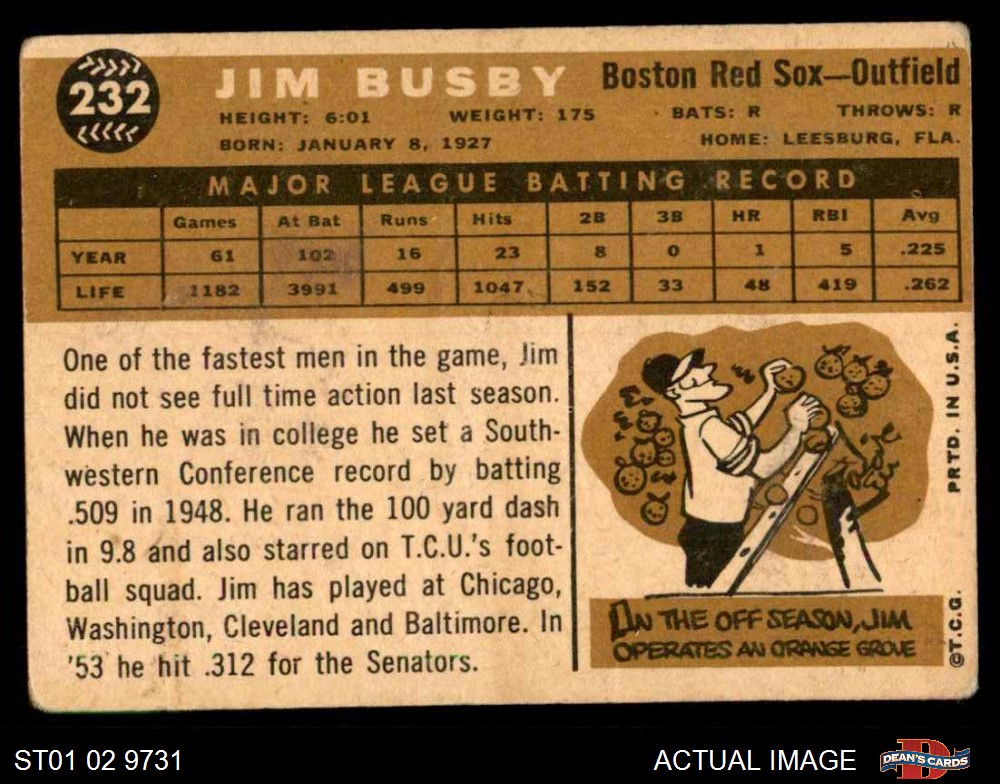 232
JIM BUSBY
Boston Red Sox—Outfield
HEIGHT: 6:01 WEIGHT: 175 BATS: R THROWS: R
BORN: JANUARY 8, 1927 HOME: LEESBURG, FLA.
MAJOR LEAGUE BATTING RECORD
Games At Bat Runs Hits 2B 3B HR RBI Avg
YEAR 61 102 16 23 8 0 1 5 .225
LIFE 1182 3991 499 1047 152 33 48 419 .262
One of the fastest men in the game, Jim
did not see full time action last season.
When he was in college he set a South-
western Conference record by batting
.509 in 1948. He ran the 100 yard dash
in 9.8 and also starred on T.C.U.'s foot-
ball squad. Jim has played at Chicago,
Washington, Cleveland and Baltimore. In
'53 he hit .312 for the Senators.
IN THE OFF SEASON, JIM
OPERATES AN ORANGE GROVE
©T.C.G. PRTD. IN U.S.A.
ST01 02 9731
ACTUAL IMAGE
D
DEAN'S CARDS